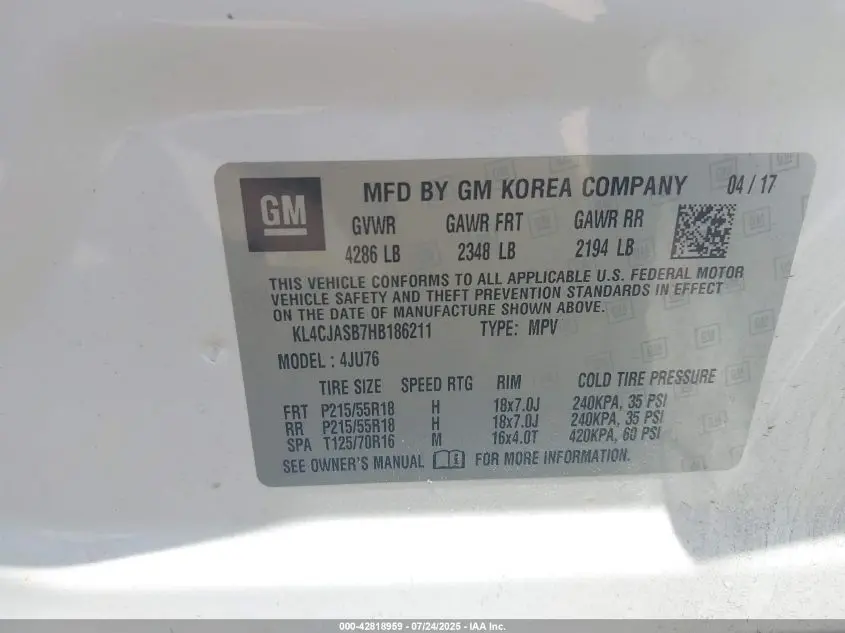 GM
MFD BY GM KOREA COMPANY 04/17
GVWR GAWR FRT GAWR RR
4286 LB 2348 LB 2194 LB
THIS VEHICLE CONFORMS TO ALL APPLICABLE U.S. FEDERAL MOTOR
VEHICLE SAFETY AND THEFT PREVENTION STANDARDS IN EFFECT
ON THE DATE OF MANUFACTURE SHOWN ABOVE.
KL4CJASB7HB186211 TYPE: MPV
MODEL : 4JU76
TIRE SIZE SPEED RTG RIM COLD TIRE PRESSURE
FRT P215/55R18 H 18x7.0J 240KPA, 35 PSI
RR P215/55R18 H 18x7.0J 240KPA, 35 PSI
SPA T125/70R16 M 16x4.0T 420KPA, 60 PSI
SEE OWNER'S MANUAL FOR MORE INFORMATION.
000-42818959 - 07/24/2025 - IAA Inc.